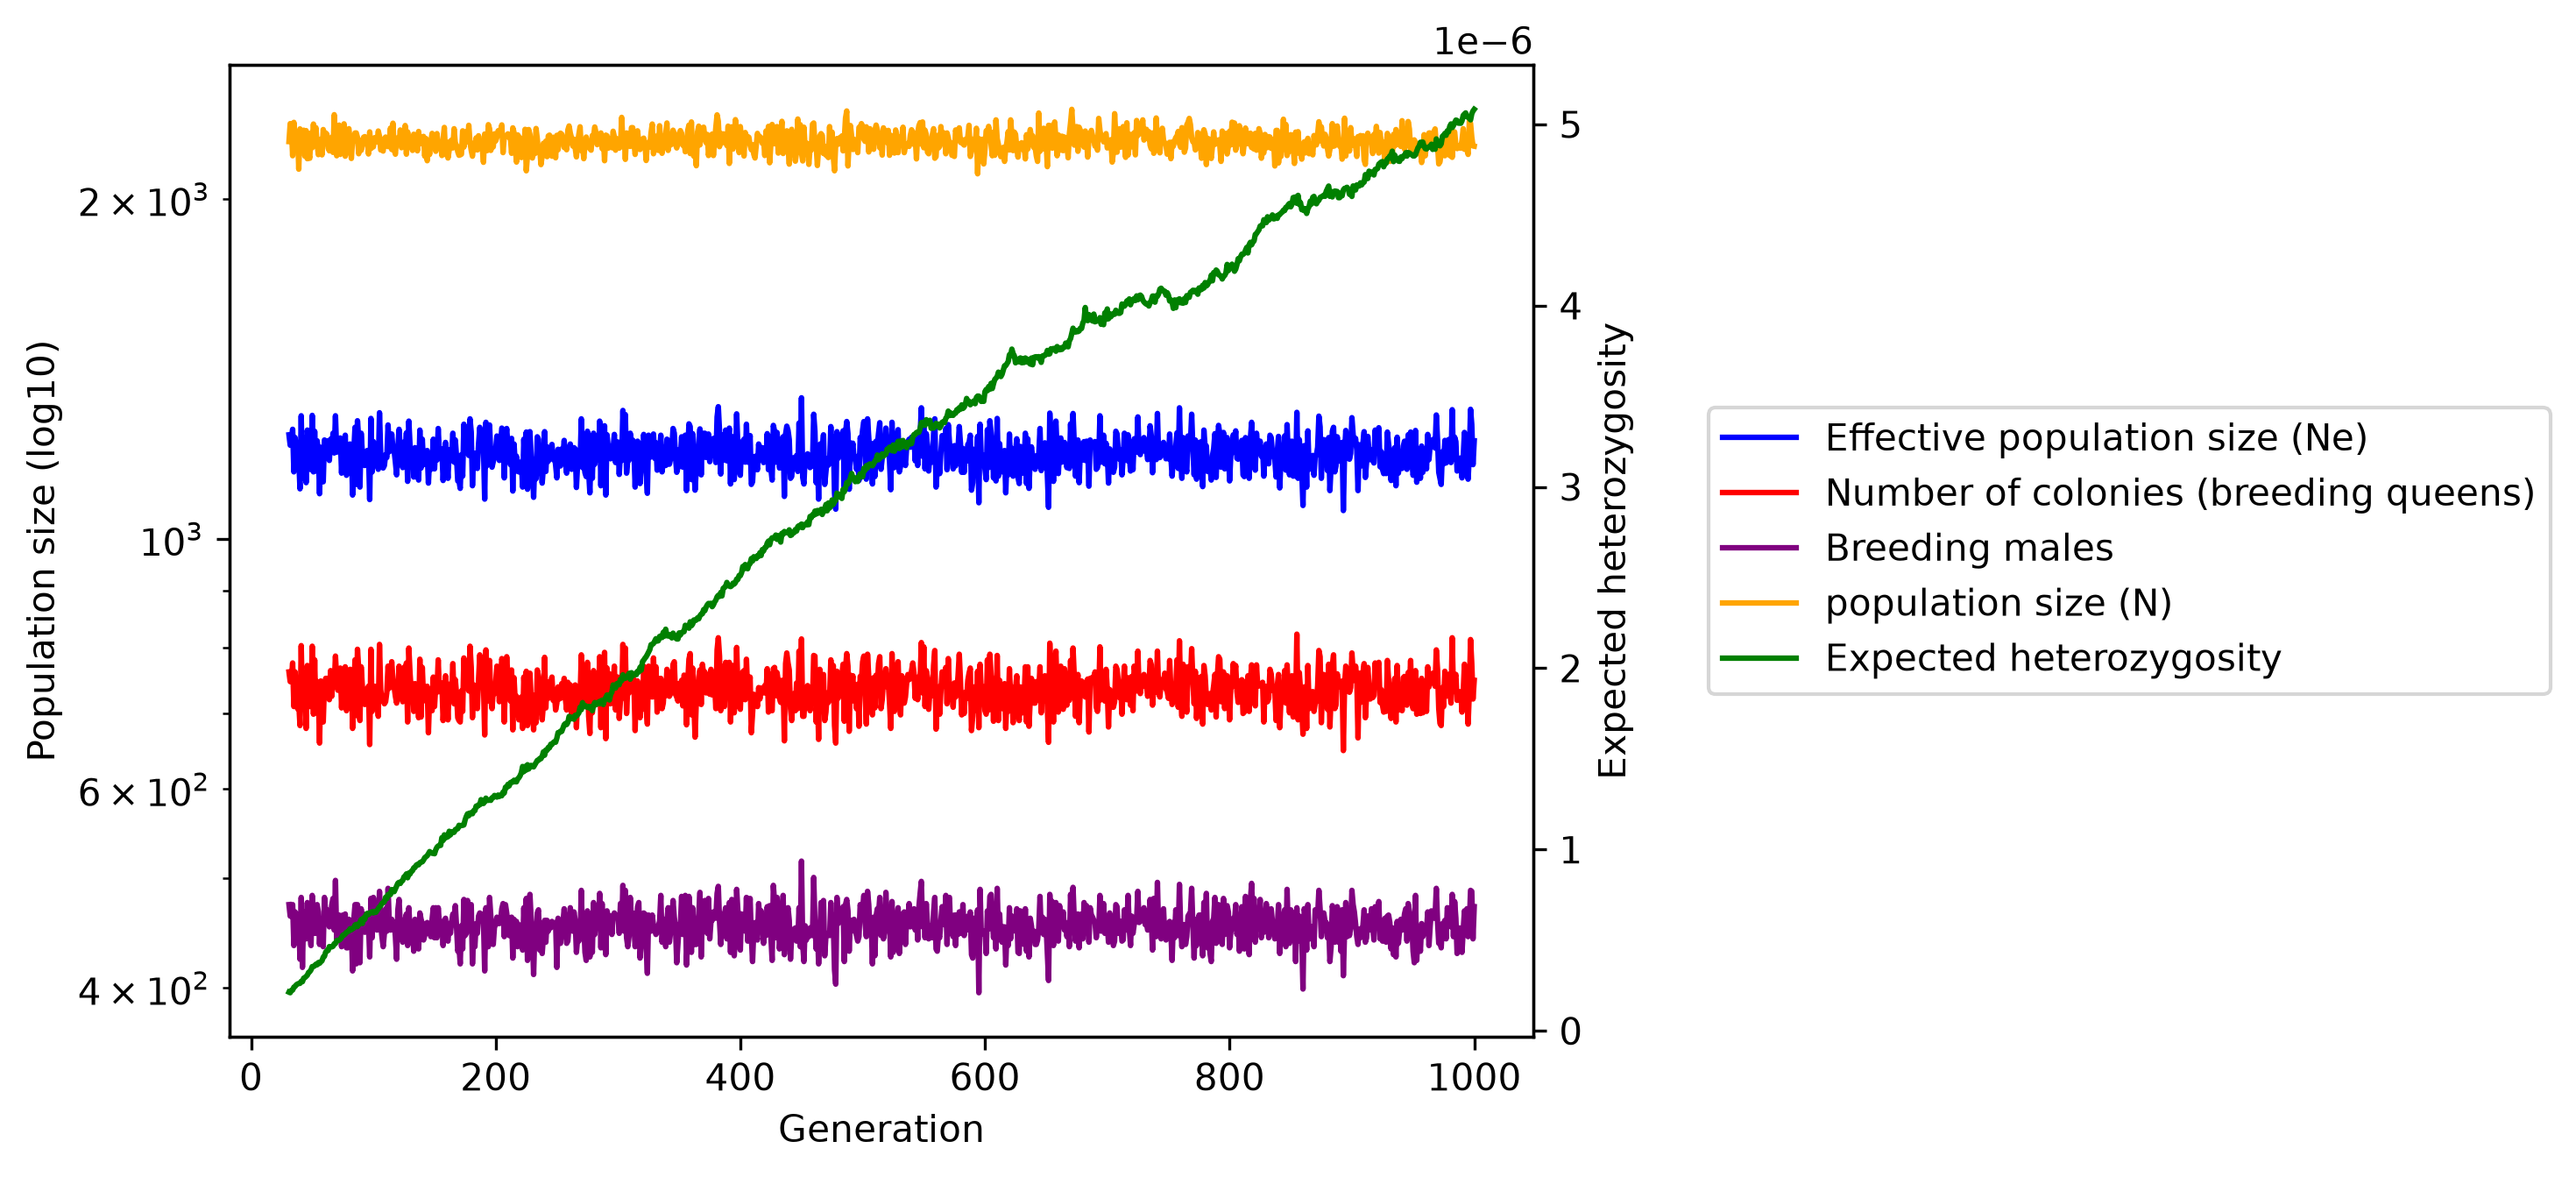 1e−6
Population size (log10)
2 × 10³
10³
6 × 10²
4 × 10²
0 200 400 600 800 1000
Generation
5
4
3
2
1
0
Expected heterozygosity
Effective population size (Ne)
Number of colonies (breeding queens)
Breeding males
population size (N)
Expected heterozygosity